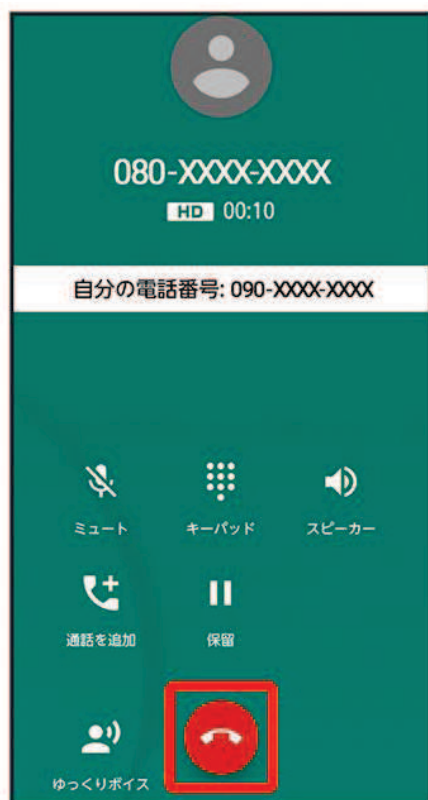 080-XXXX-XXXX
HD 00:10
自分の電話番号: 090-XXXX-XXXX
ミュート キーパッド スピーカー
通話を追加 保留
ゆっくりボイス